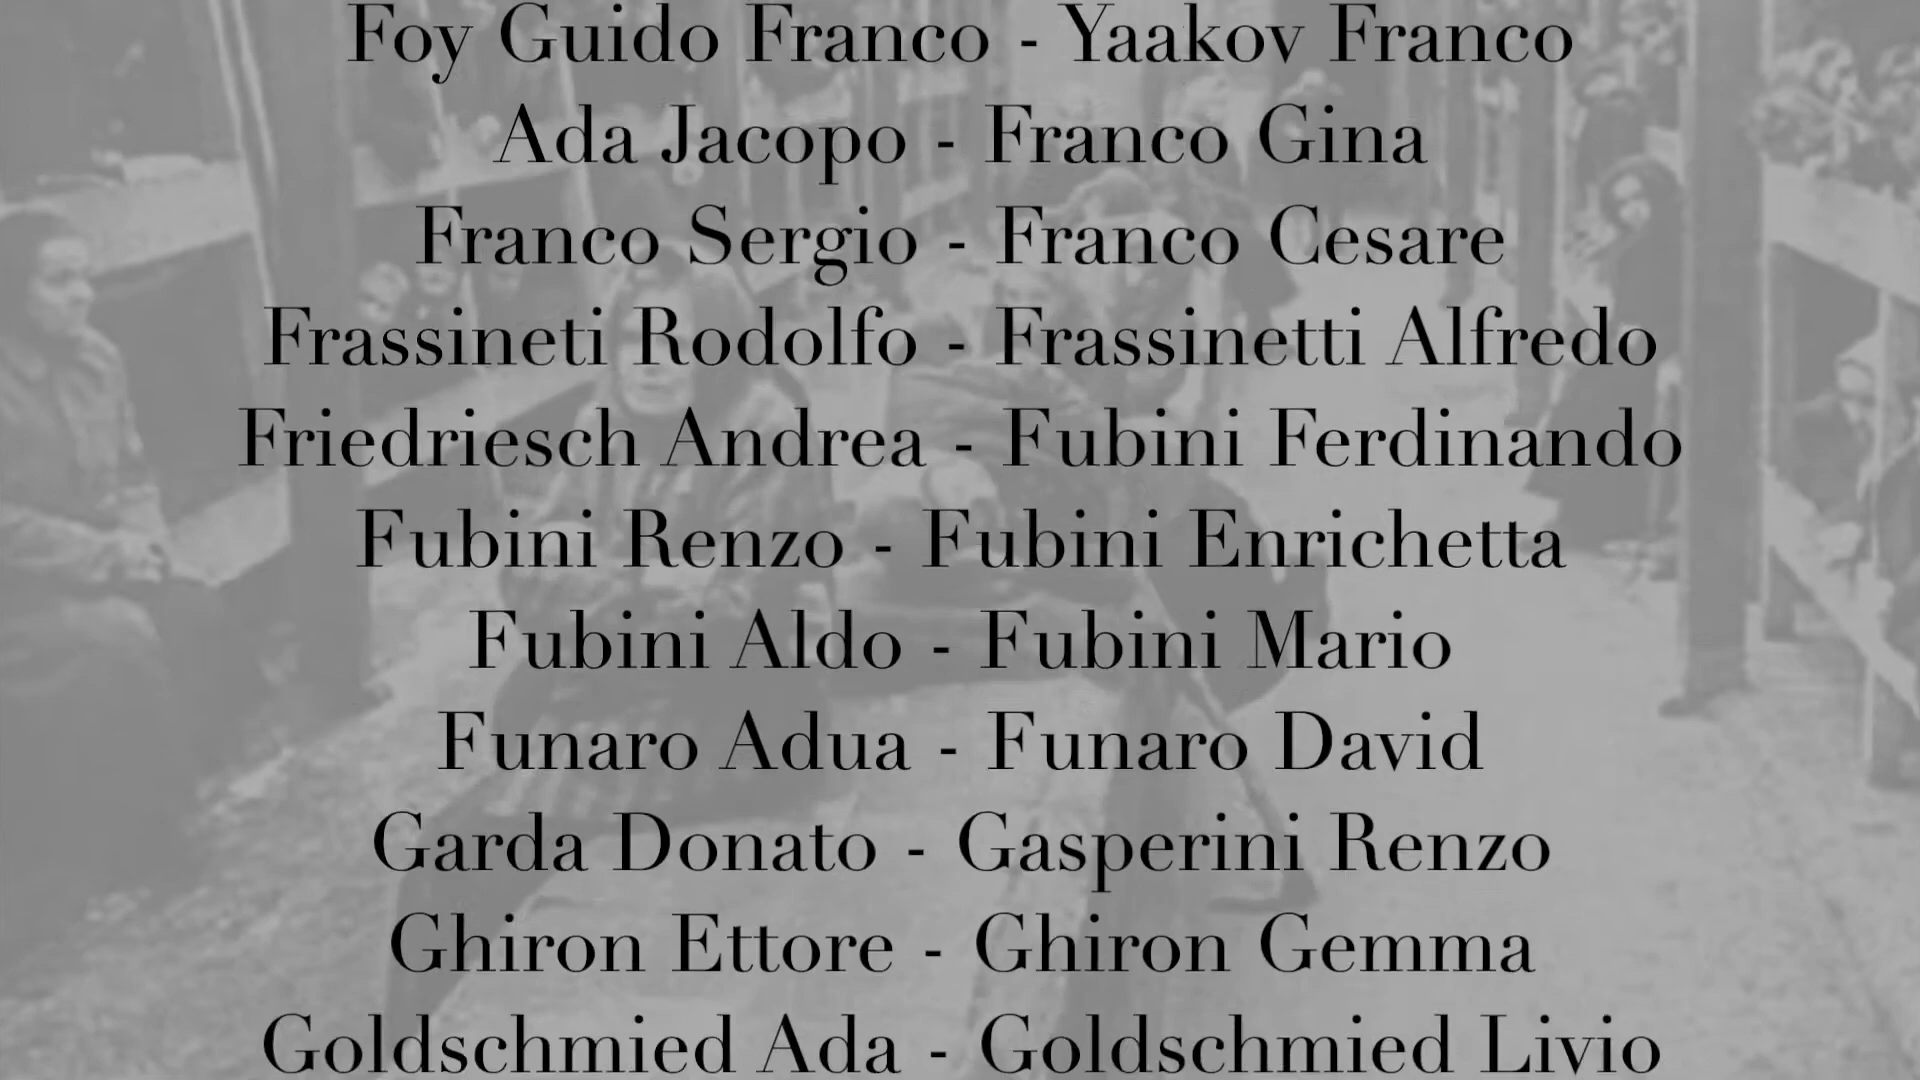 Foy Guido Franco - Yaakov Franco
Ada Jacopo - Franco Gina
Franco Sergio - Franco Cesare
Frassineti Rodolfo - Frassinetti Alfredo
Friedriesch Andrea - Fubini Ferdinando
Fubini Renzo - Fubini Enrichetta
Fubini Aldo - Fubini Mario
Funaro Adua - Funaro David
Garda Donato - Gasperini Renzo
Ghiron Ettore - Ghiron Gemma
Goldschmied Ada - Goldschmied Livio